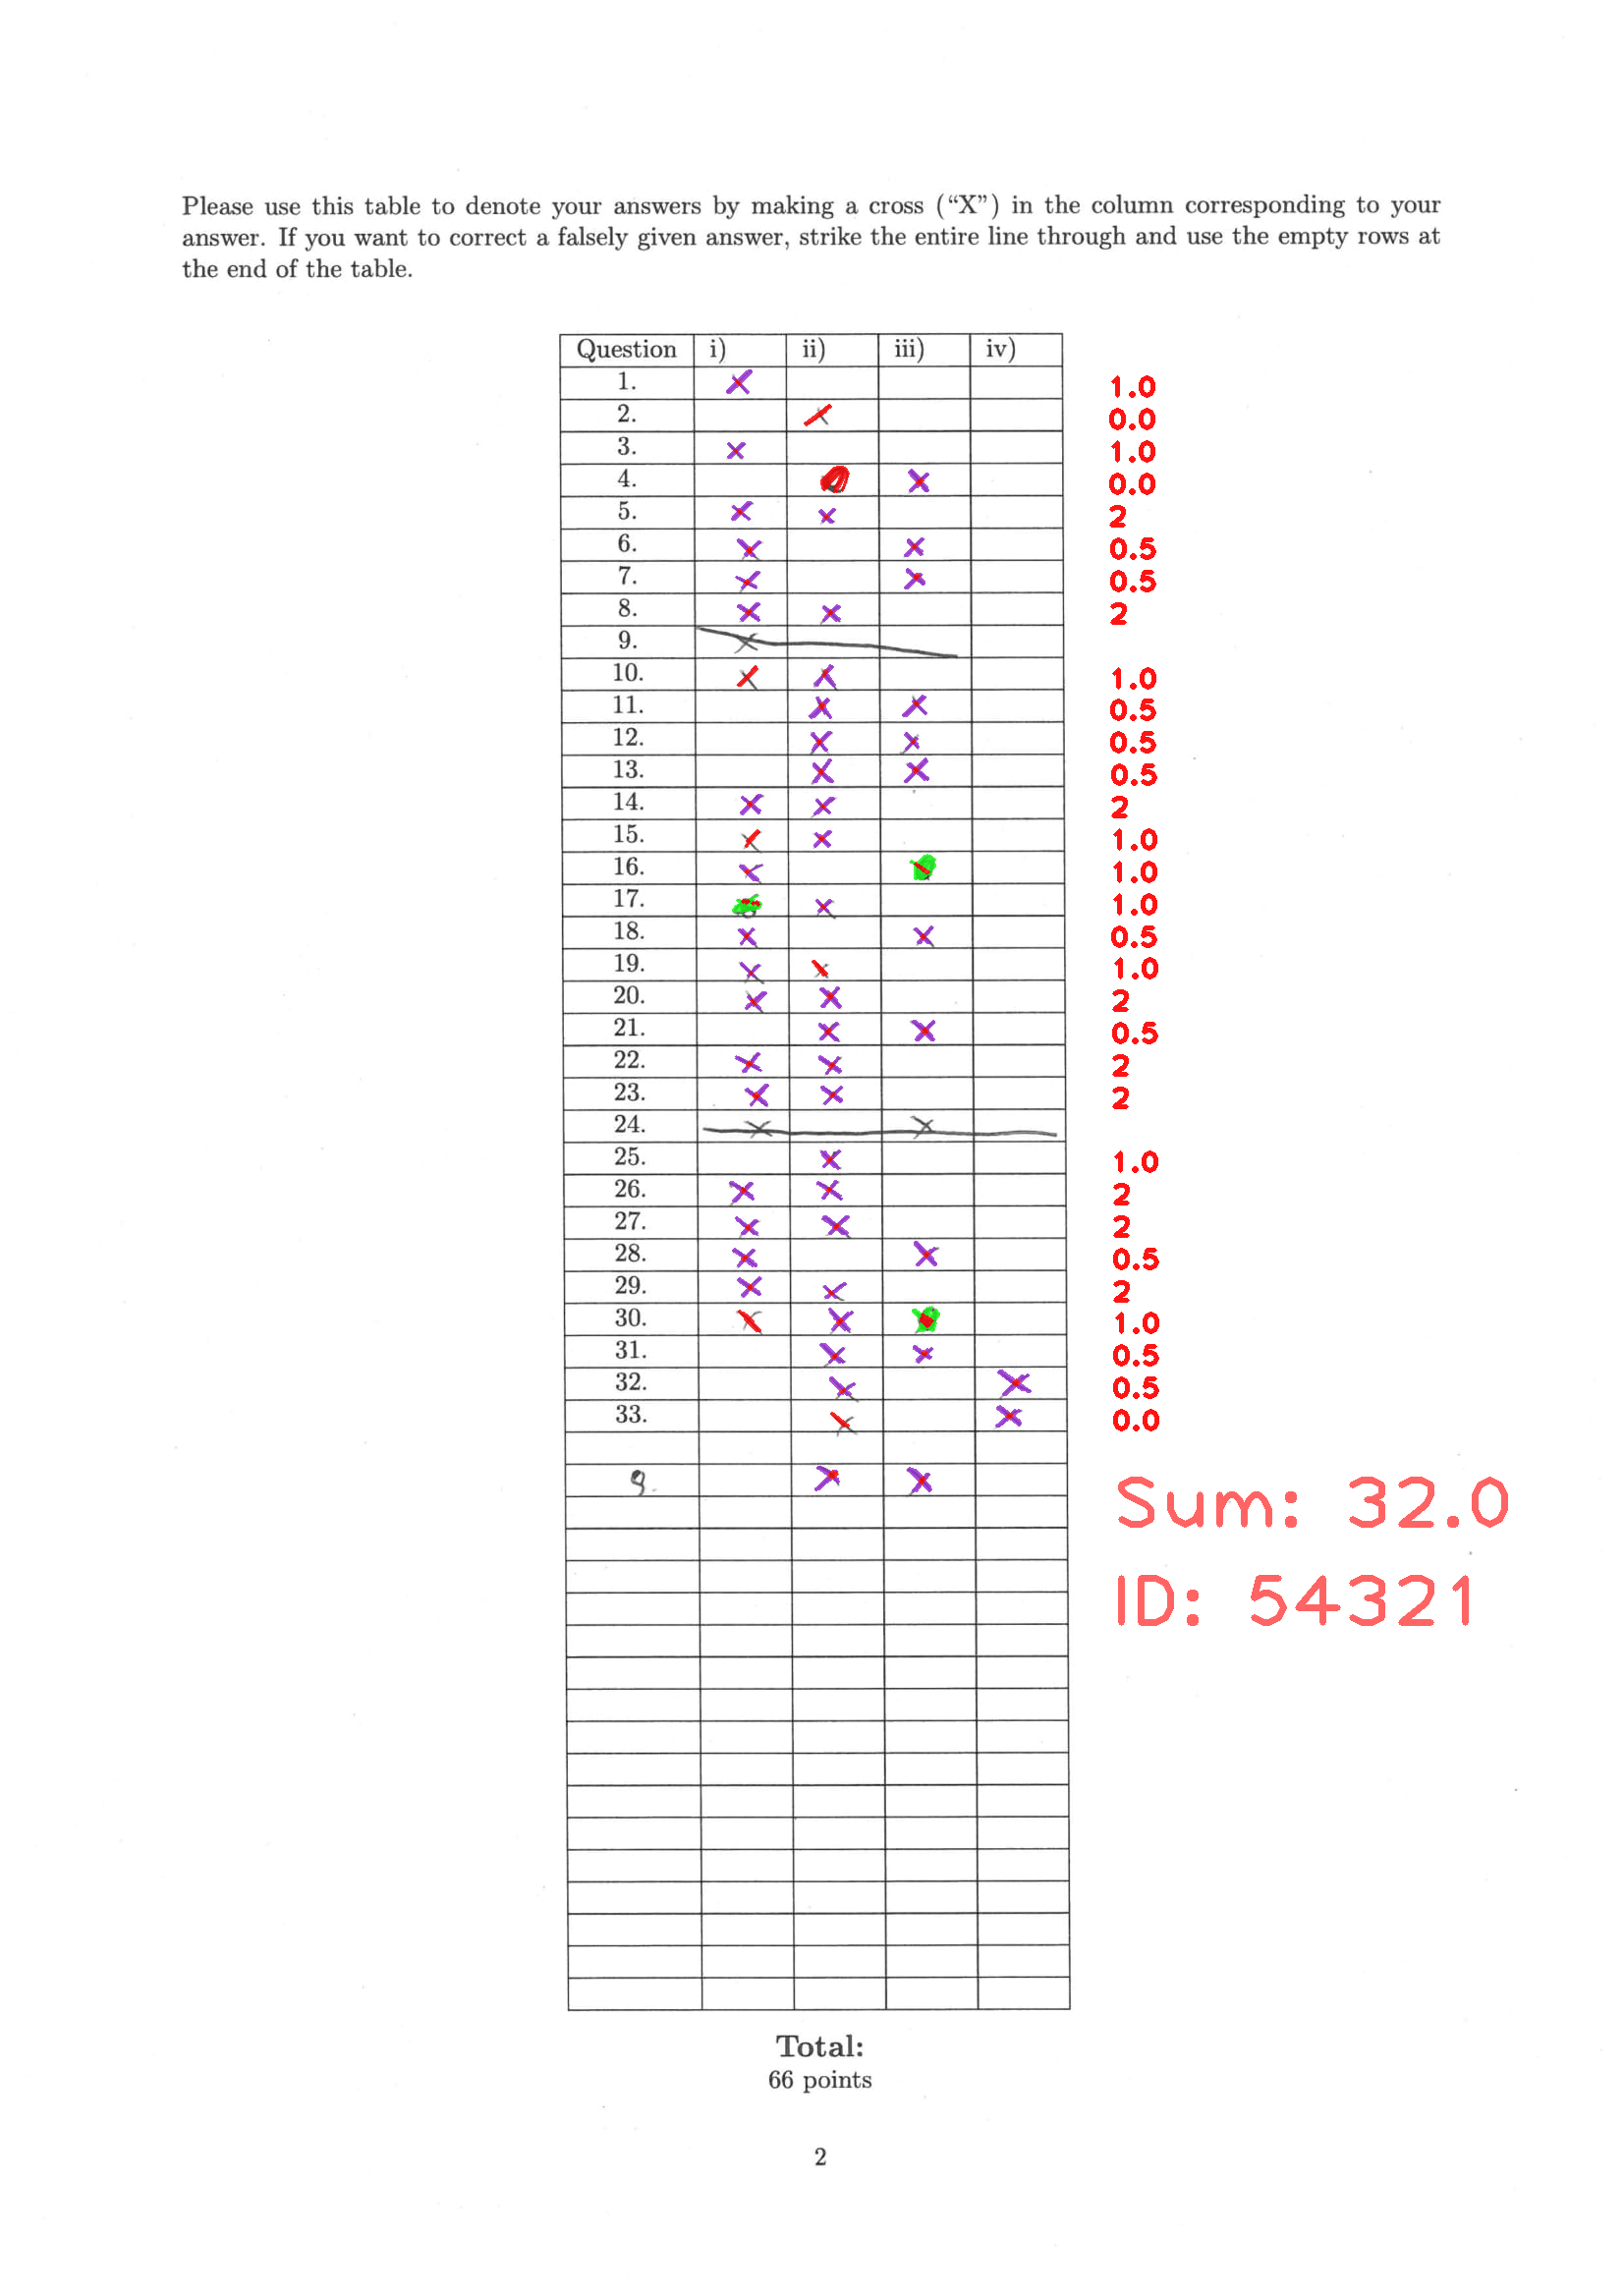 Please use this table to denote your answers by making a cross (“X”) in the column corresponding to your
answer. If you want to correct a falsely given answer, strike the entire line through and use the empty rows at
the end of the table.
Question i) ii) iii) iv)
1. X 1.0
2. X 0.0
3. X 1.0
4. X 0.0
5. X X 2
6. X X 0.5
7. X X 0.5
8. X X 2
9. X
10. X X 1.0
11. X X 0.5
12. X X 0.5
13. X X 0.5
14. X X 2
15. X X 1.0
16. X 1.0
17. X 1.0
18. X X 0.5
19. X X 1.0
20. X X 2
21. X X 0.5
22. X X 2
23. X X 2
24. X X
25. X 1.0
26. X X 2
27. X X 2
28. X X 0.5
29. X X 2
30. X X 1.0
31. X X 0.5
32. X X 0.5
33. X X 0.0
9. X X
Sum: 32.0
ID: 54321
Total:
66 points
2